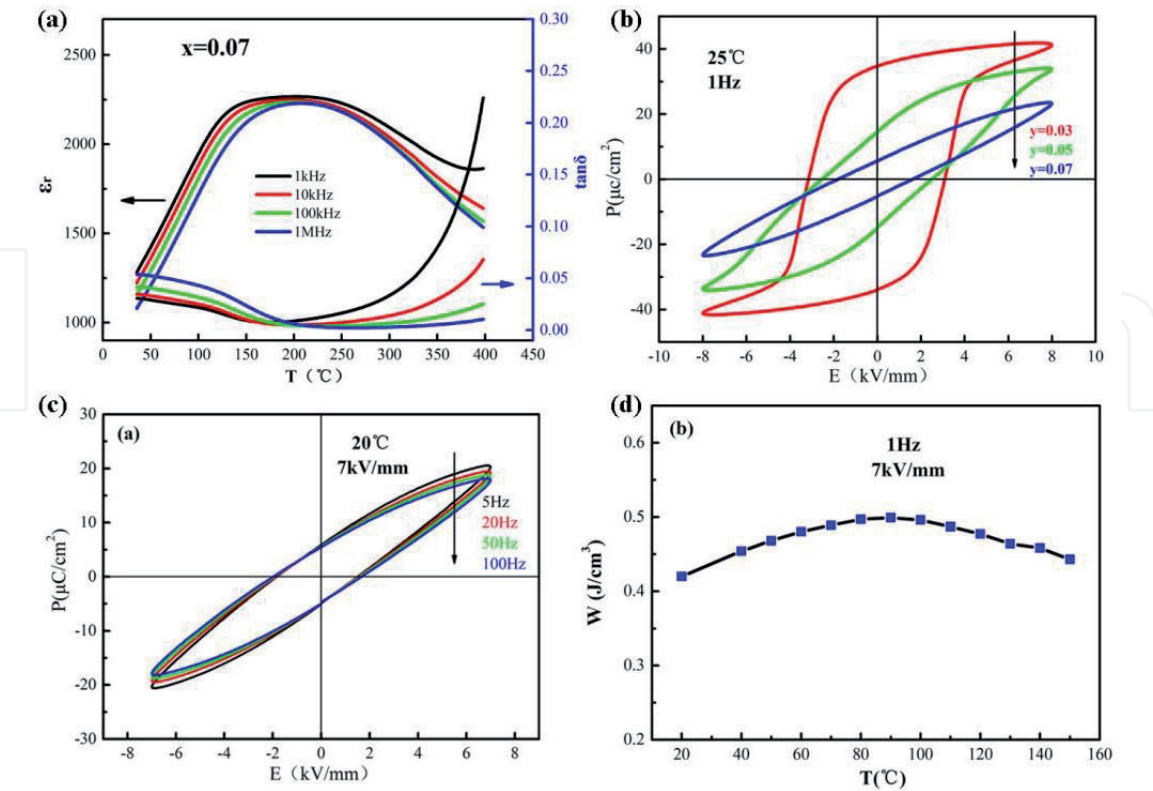 (a)
x=0.07
εr
2500
2000
1500
1000
0.30
0.25
0.20
0.15
0.10
0.05
0.00
tanδ
1kHz
10kHz
100kHz
1MHz
0 50 100 150 200 250 300 350 400 450
T（℃）
(b)
25℃
1Hz
P(μc/cm²)
40
20
0
-20
-40
y=0.03
y=0.05
y=0.07
-10 -8 -6 -4 -2 0 2 4 6 8 10
E（kV/mm）
(c)
(a)
20℃
7kV/mm
P(μC/cm²)
30
20
10
0
-10
-20
-30
5Hz
20Hz
50Hz
100Hz
-8 -6 -4 -2 0 2 4 6 8
E（kV/mm）
(d)
(b)
1Hz
7kV/mm
W (J/cm³)
0.6
0.5
0.4
0.3
0.2
20 40 60 80 100 120 140 160
T(℃)